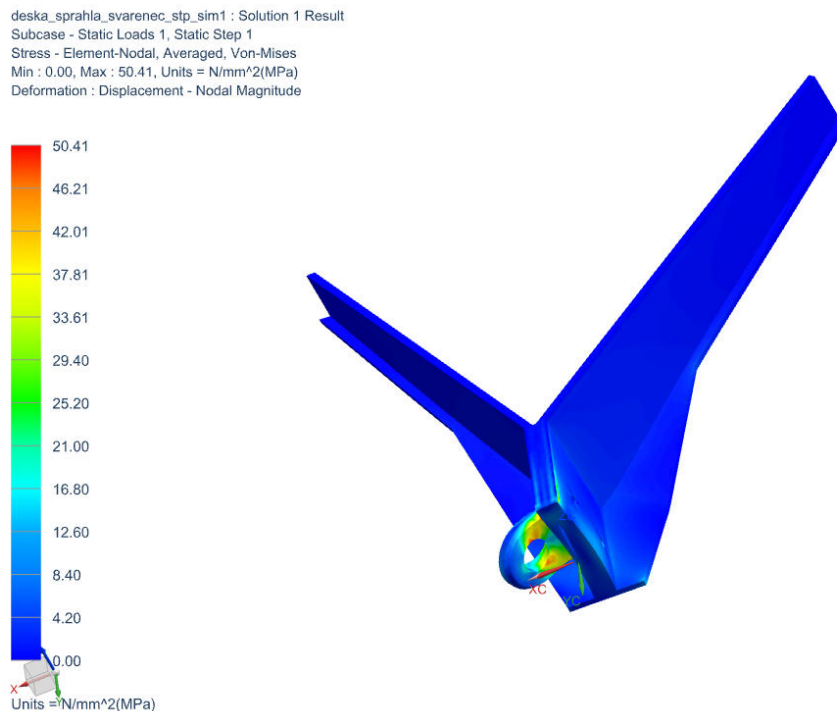 deska_sprahla_svarenec_stp_sim1 : Solution 1 Result
Subcase - Static Loads 1, Static Step 1
Stress - Element-Nodal, Averaged, Von-Mises
Min : 0.00, Max : 50.41, Units = N/mm^2(MPa)
Deformation : Displacement - Nodal Magnitude
50.41
46.21
42.01
37.81
33.61
29.40
25.20
21.00
16.80
12.60
8.40
4.20
0.00
XC
YC
X
Y
Units = N/mm^2(MPa)